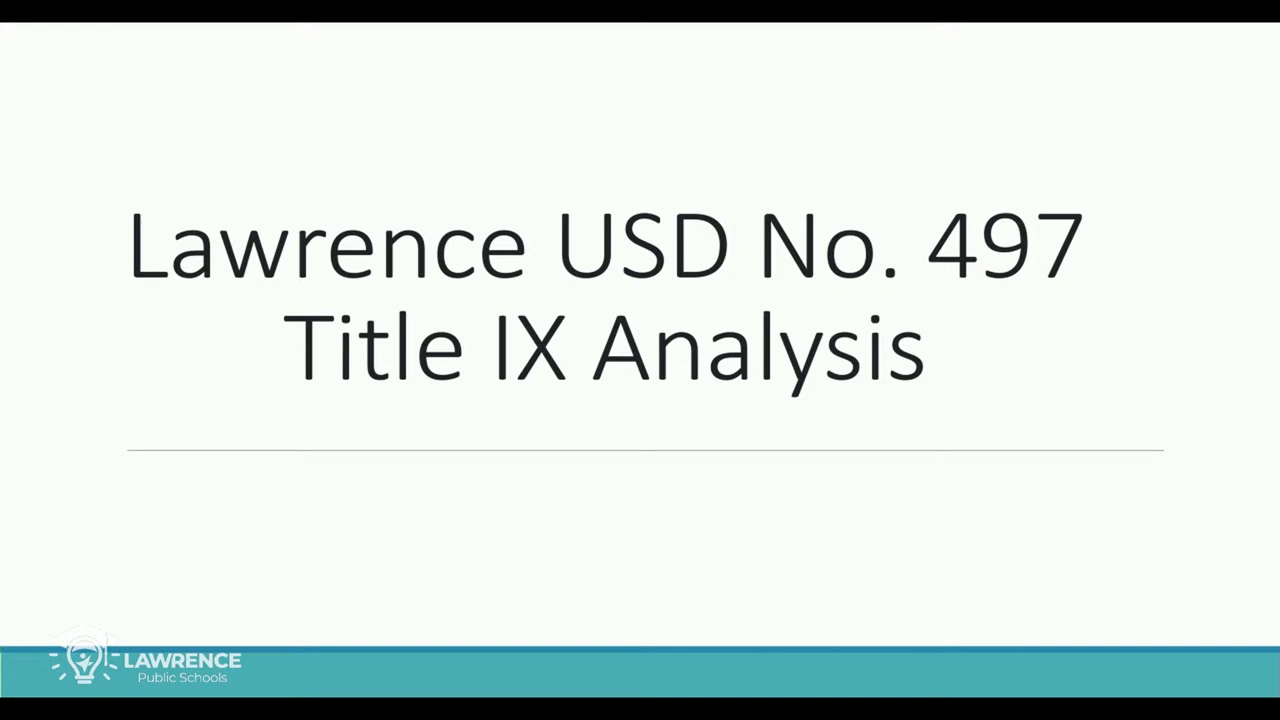 Lawrence USD No. 497
Title IX Analysis
LAWRENCE
Public Schools